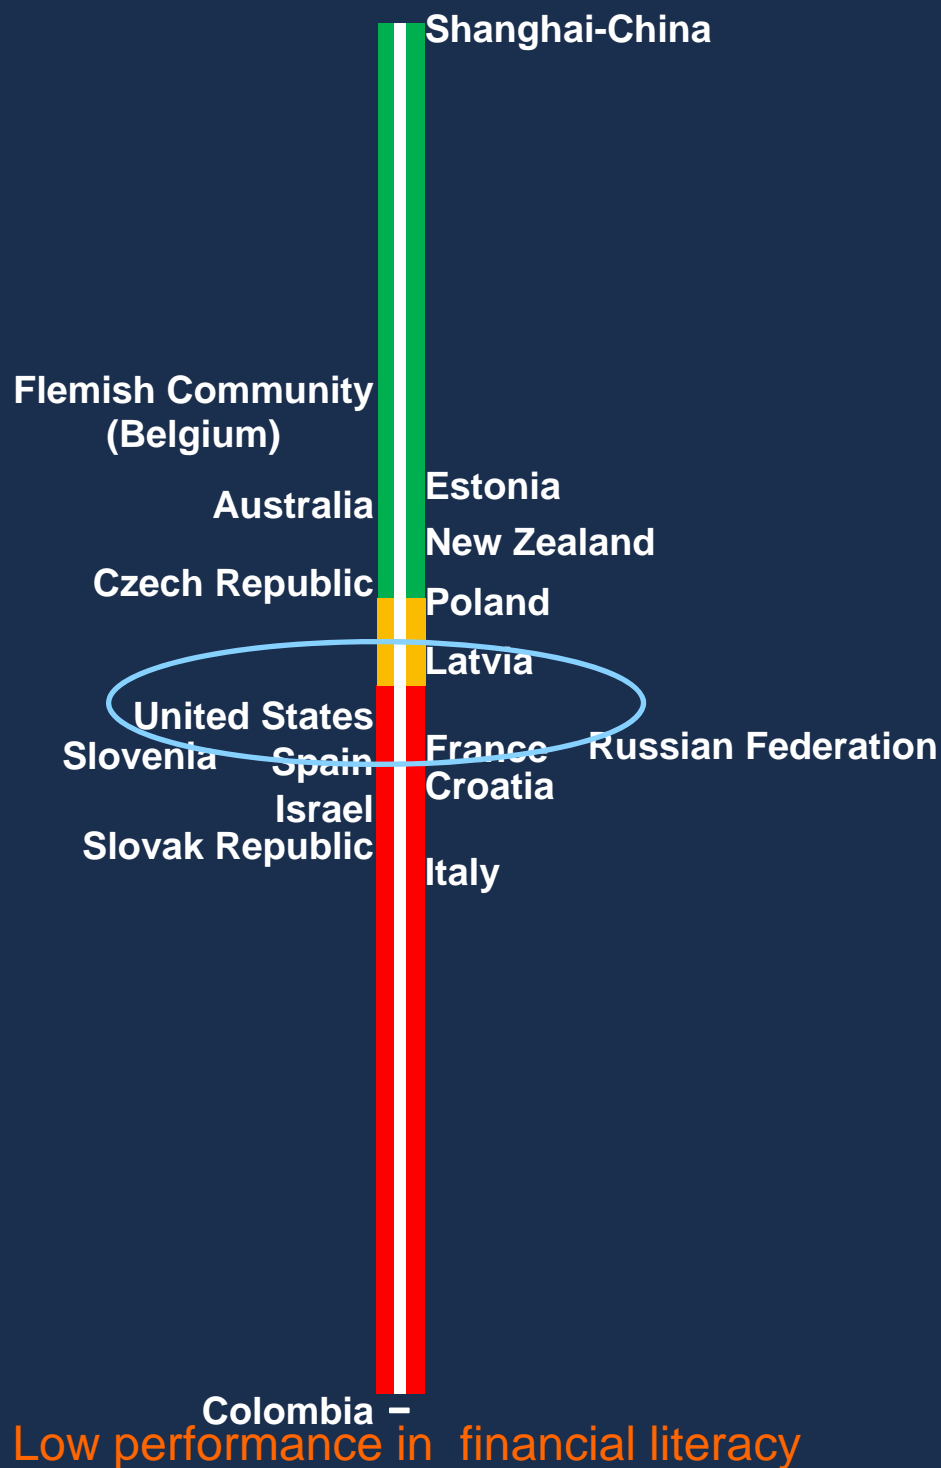 Shanghai-China
Flemish Community
(Belgium)
Estonia
Australia
New Zealand
Czech Republic
Poland
Latvia
United States
France
Russian Federation
Slovenia
Spain
Croatia
Israel
Slovak Republic
Italy
Colombia
Low performance in  financial literacy